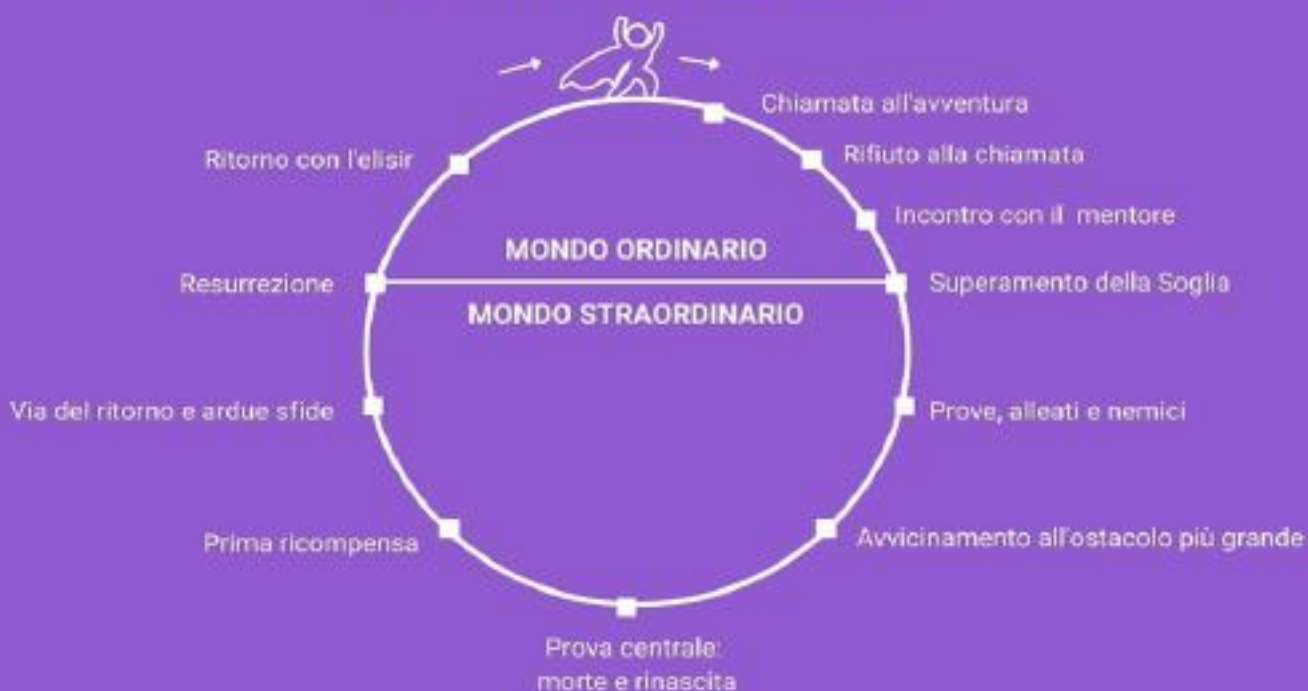 Chiamata all'avventura
Rifiuto alla chiamata
Incontro con il mentore
Superamento della Soglia
Prove, alleati e nemici
Avvicinamento all'ostacolo più grande
Prova centrale:
morte e rinascita
Prima ricompensa
Via del ritorno e ardue sfide
Resurrezione
Ritorno con l'elisir
MONDO ORDINARIO
MONDO STRAORDINARIO